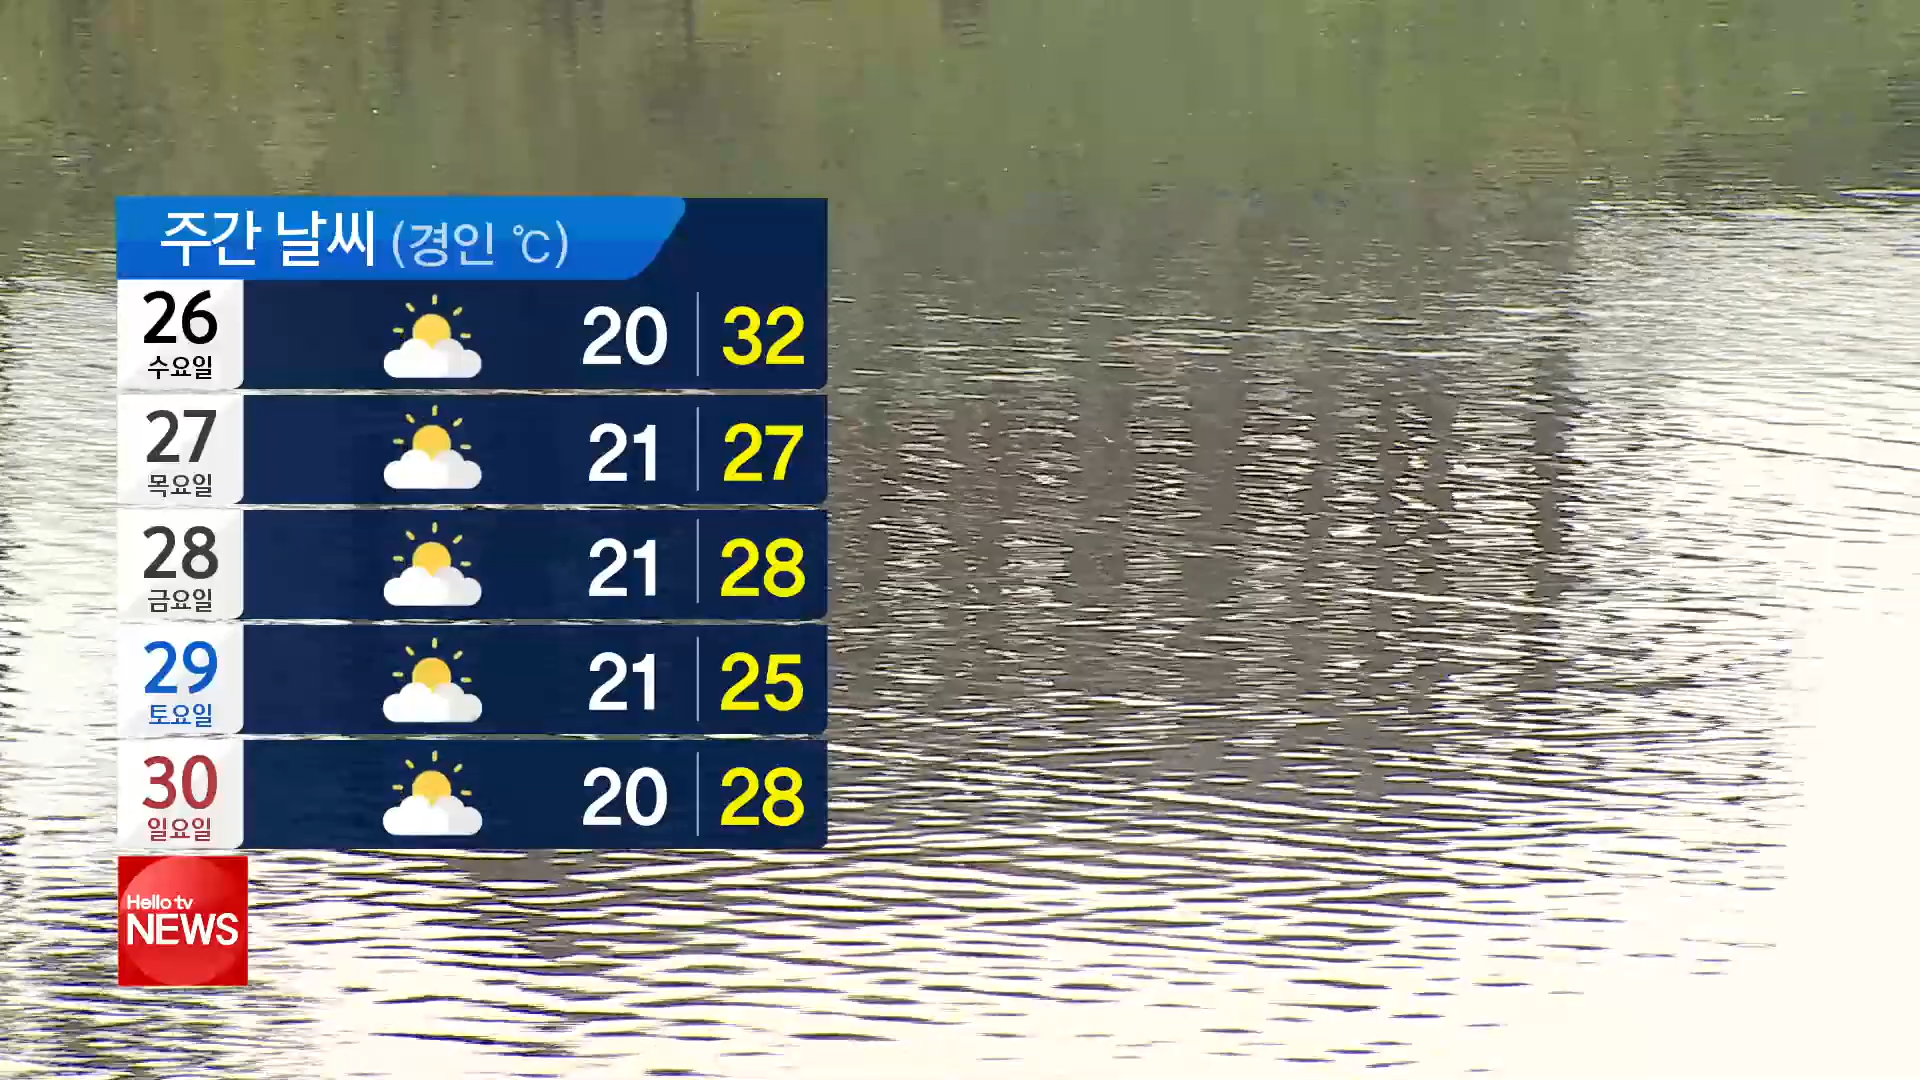 주간 날씨 (경인 ℃)
26 20 32
수요일
27 21 27
목요일
28 21 28
금요일
29 21 25
토요일
30 20 28
일요일
Hello tv
NEWS